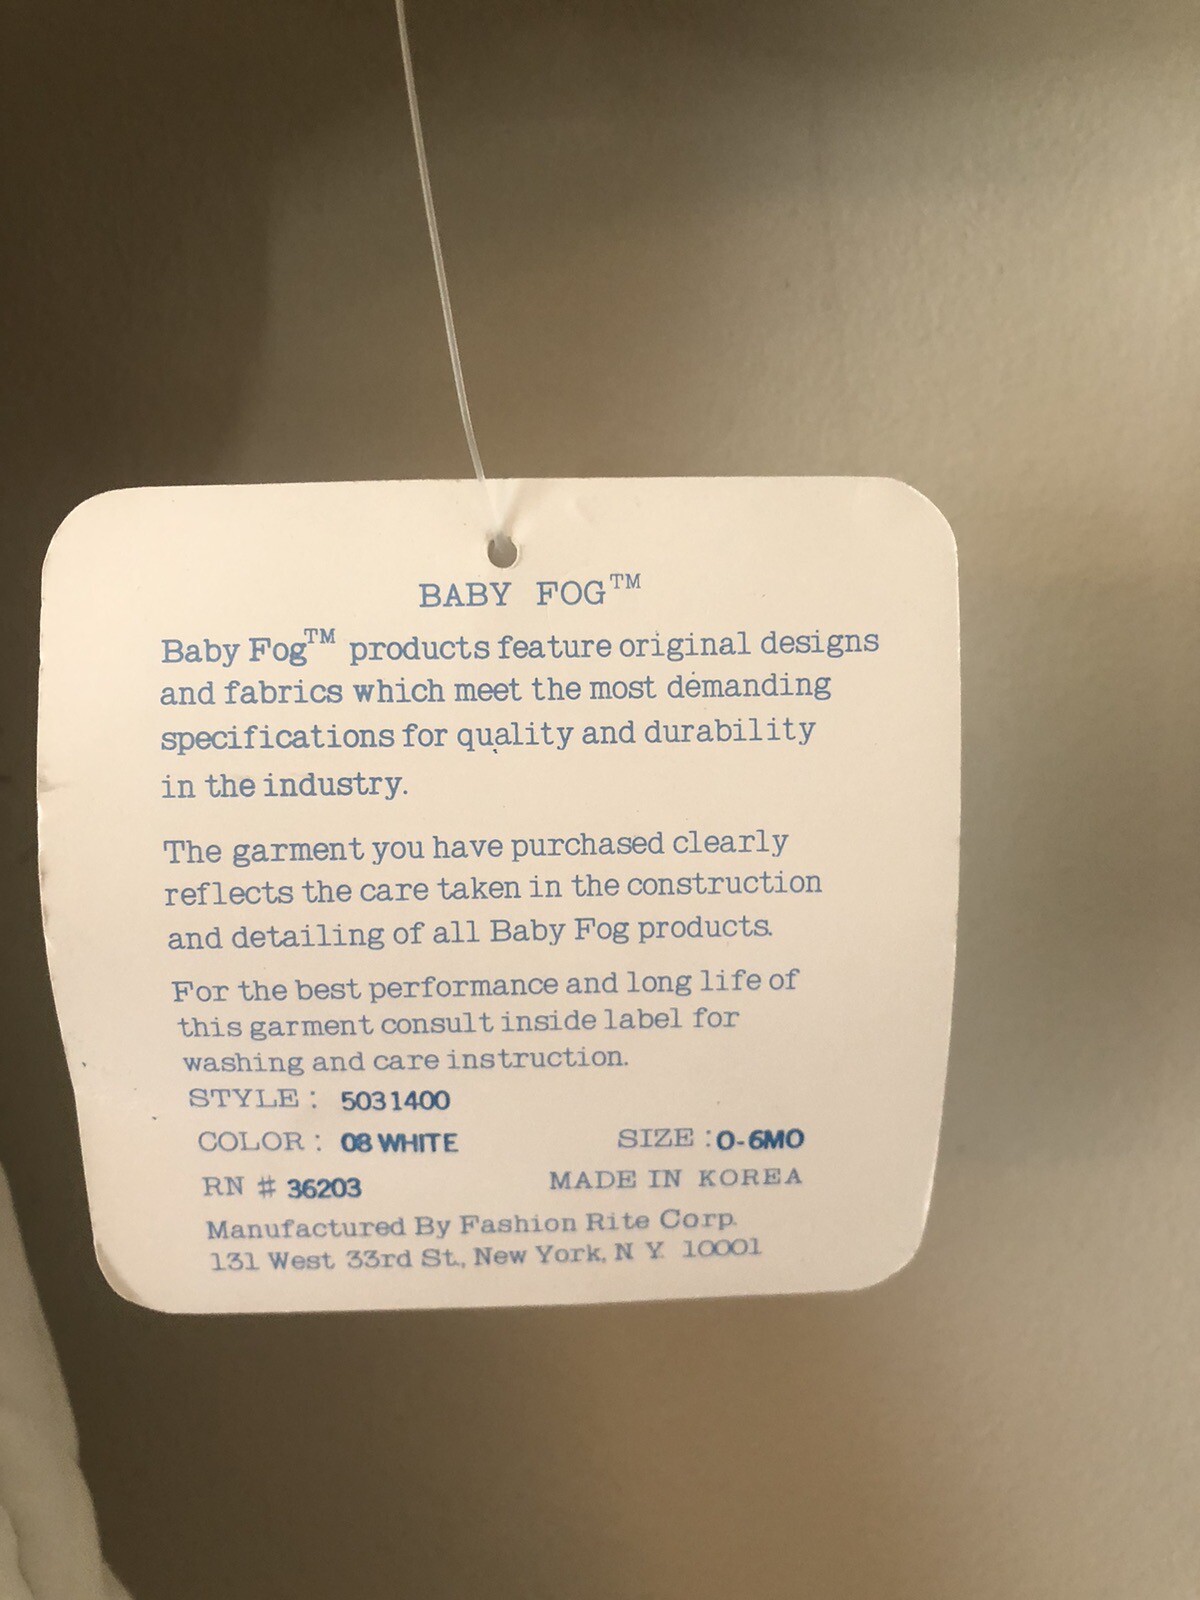 BABY FOG™
Baby Fog™ products feature original designs
and fabrics which meet the most demanding
specifications for quality and durability
in the industry.
The garment you have purchased clearly
reflects the care taken in the construction
and detailing of all Baby Fog products.
For the best performance and long life of
this garment consult inside label for
washing and care instruction.
STYLE: 5031400
COLOR: 08 WHITE SIZE: 0-6MO
RN # 36203 MADE IN KOREA
Manufactured By Fashion Rite Corp.
131 West 33rd St., New York, N Y. 10001